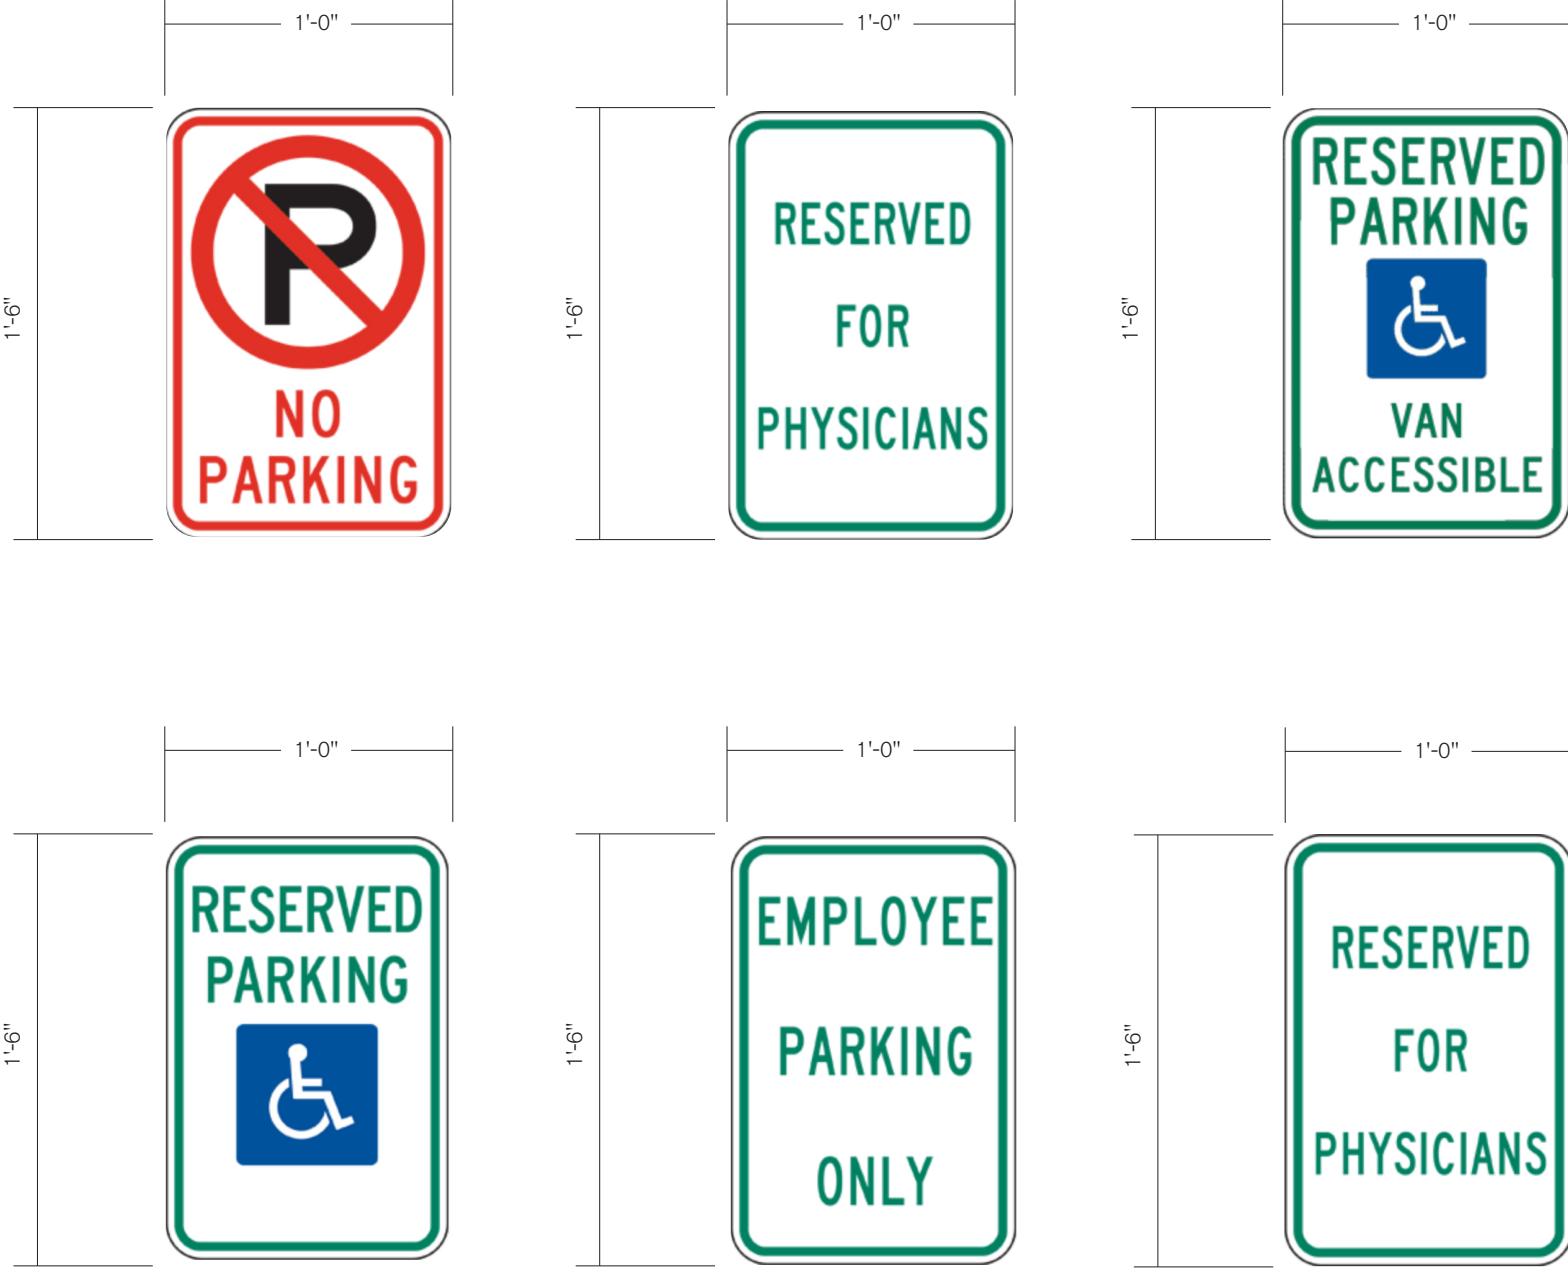 1'-0"
1'-6"
P
NO
PARKING
1'-0"
1'-6"
RESERVED
FOR
PHYSICIANS
1'-0"
1'-6"
RESERVED
PARKING
VAN
ACCESSIBLE
1'-0"
1'-6"
RESERVED
PARKING
1'-0"
1'-6"
EMPLOYEE
PARKING
ONLY
1'-0"
1'-6"
RESERVED
FOR
PHYSICIANS